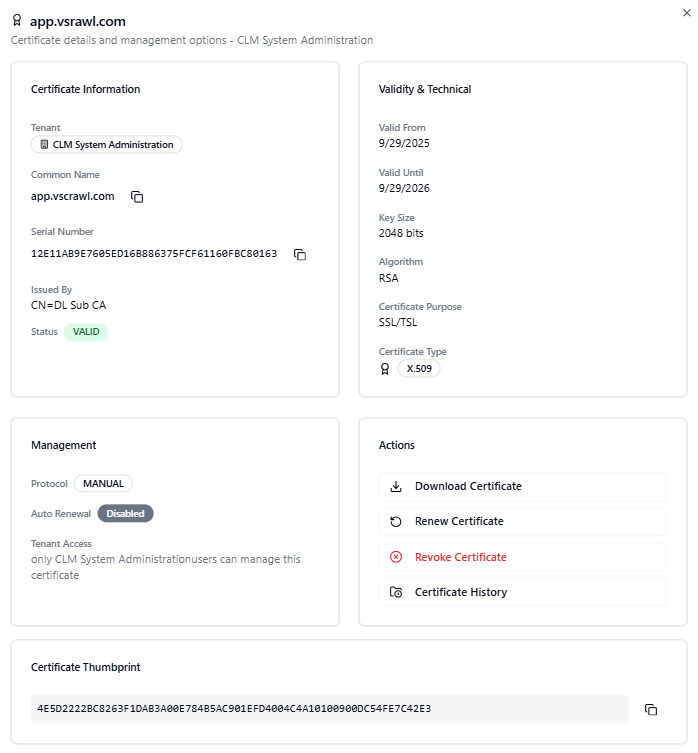 app.vsrawl.com
Certificate details and management options - CLM System Administration
Certificate Information
Tenant
CLM System Administration
Common Name
app.vscrawl.com
Serial Number
12E11AB9E7605ED16B886375FCF61160FBC80163
Issued By
CN=DL Sub CA
Status VALID
Validity & Technical
Valid From
9/29/2025
Valid Until
9/29/2026
Key Size
2048 bits
Algorithm
RSA
Certificate Purpose
SSL/TSL
Certificate Type
X.509
Management
Protocol MANUAL
Auto Renewal Disabled
Tenant Access
only CLM System Administrationusers can manage this
certificate
Actions
Download Certificate
Renew Certificate
Revoke Certificate
Certificate History
Certificate Thumbprint
4E5D2222BC8263F1DAB3A00E784B5AC901EFD4004C4A10100900DC54FE7C42E3